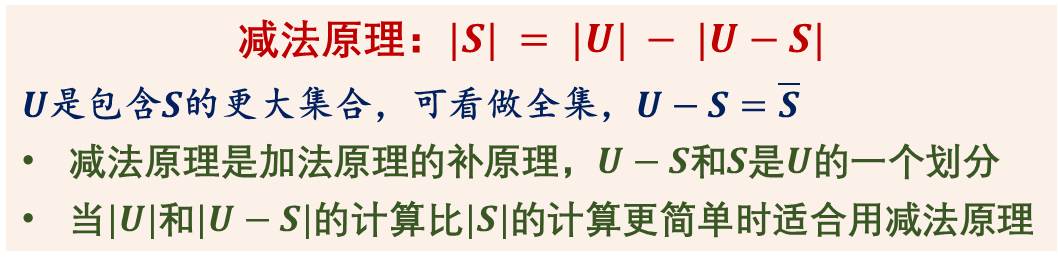 减法原理：|S| = |U| − |U − S|
U是包含S的更大集合，可看做全集，U − S = S̅
• 减法原理是加法原理的补原理，U − S和S是U的一个划分
• 当|U|和|U − S|的计算比|S|的计算更简单时适合用减法原理